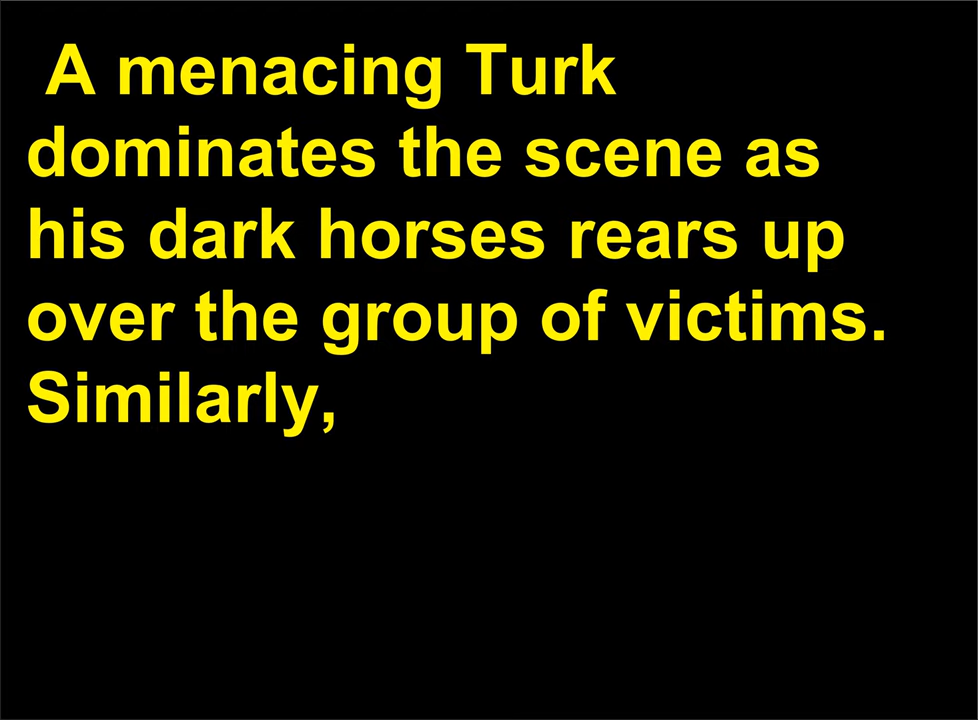 A menacing Turk
dominates the scene as
his dark horses rears up
over the group of victims.
Similarly,